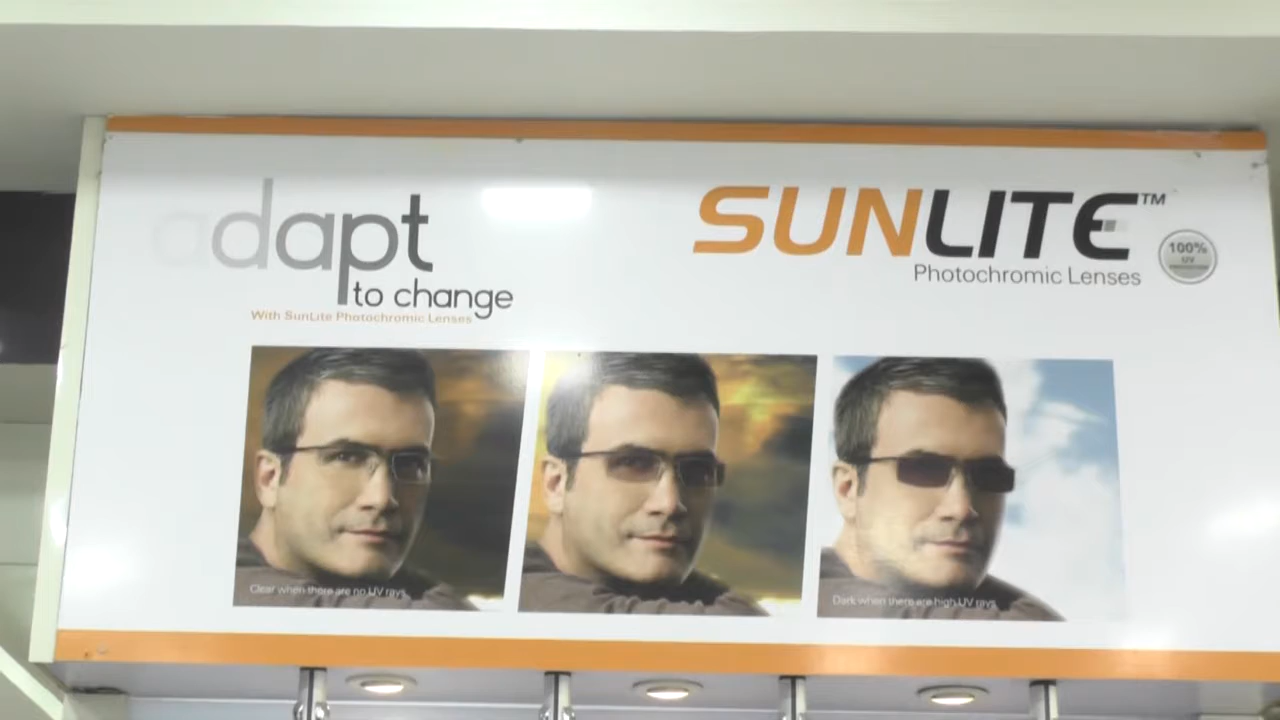 adapt
to change
With SunLite Photochromic Lenses
SUNLITE™
Photochromic Lenses
100%
UV
Clear when there are no UV rays
Dark when there are high UV rays